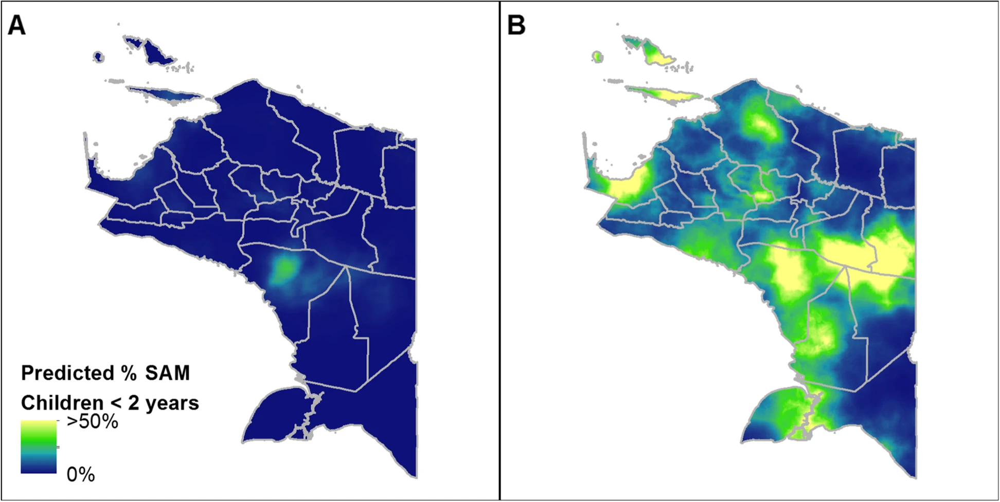 A
B
Predicted % SAM
Children < 2 years
>50%
0%